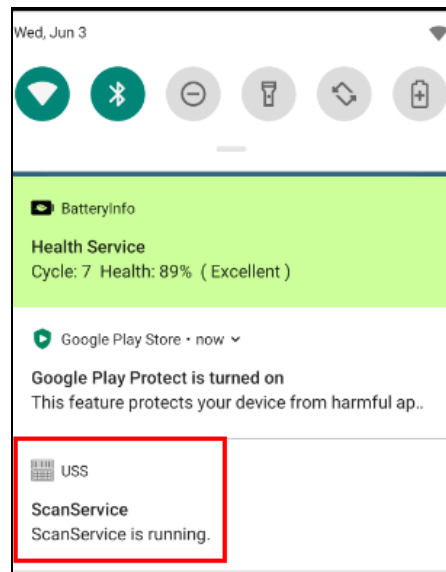 Wed, Jun 3
BatteryInfo
Health Service
Cycle: 7 Health: 89% ( Excellent )
Google Play Store • now
Google Play Protect is turned on
This feature protects your device from harmful ap..
USS
ScanService
ScanService is running.